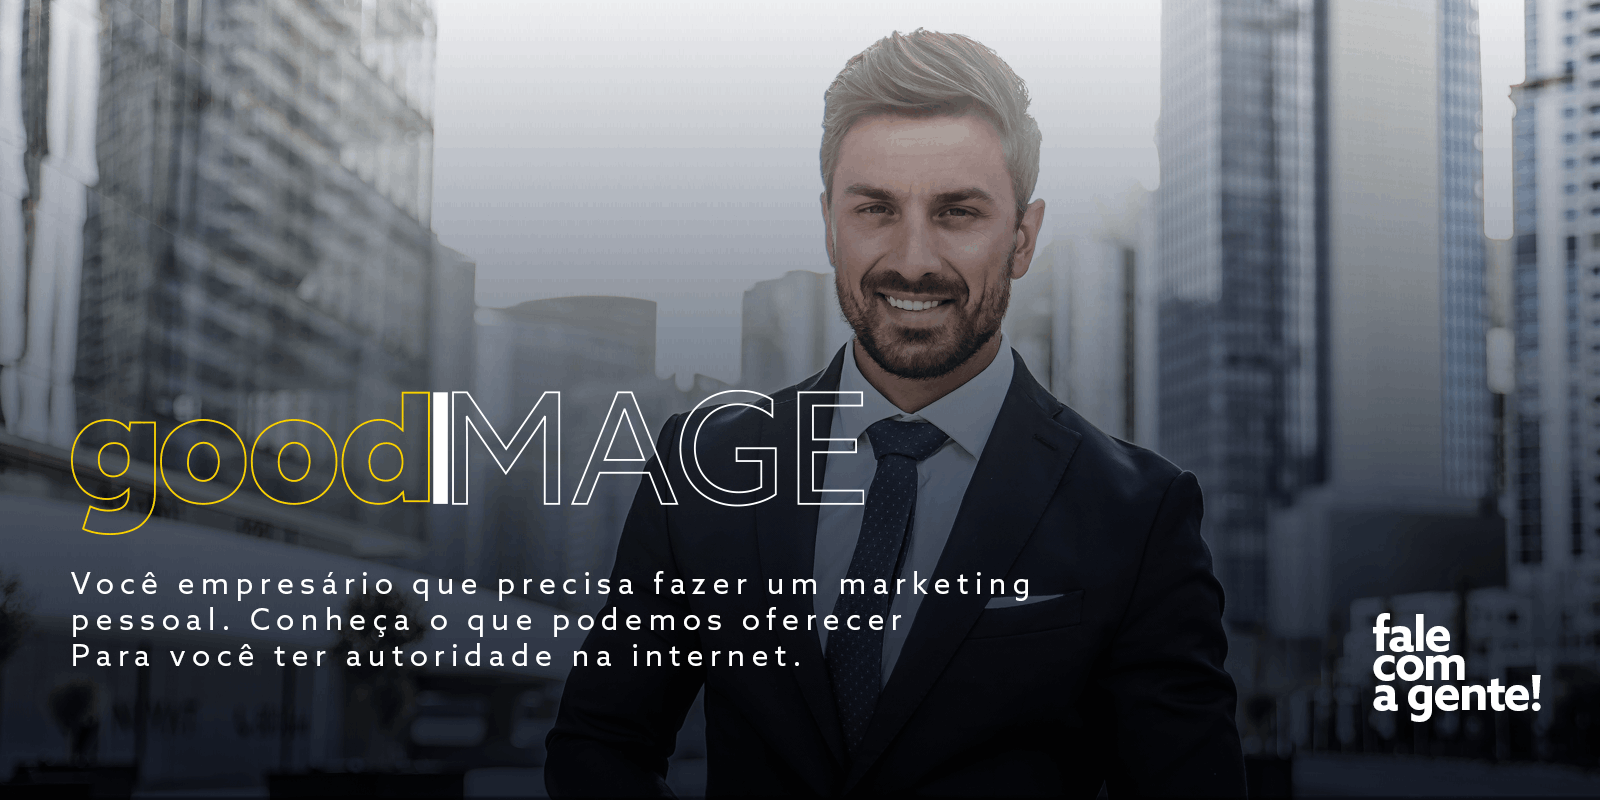 goodIMAGE
Você empresário que precisa fazer um marketing
pessoal. Conheça o que podemos oferecer
Para você ter autoridade na internet.
fale
com
a gente!